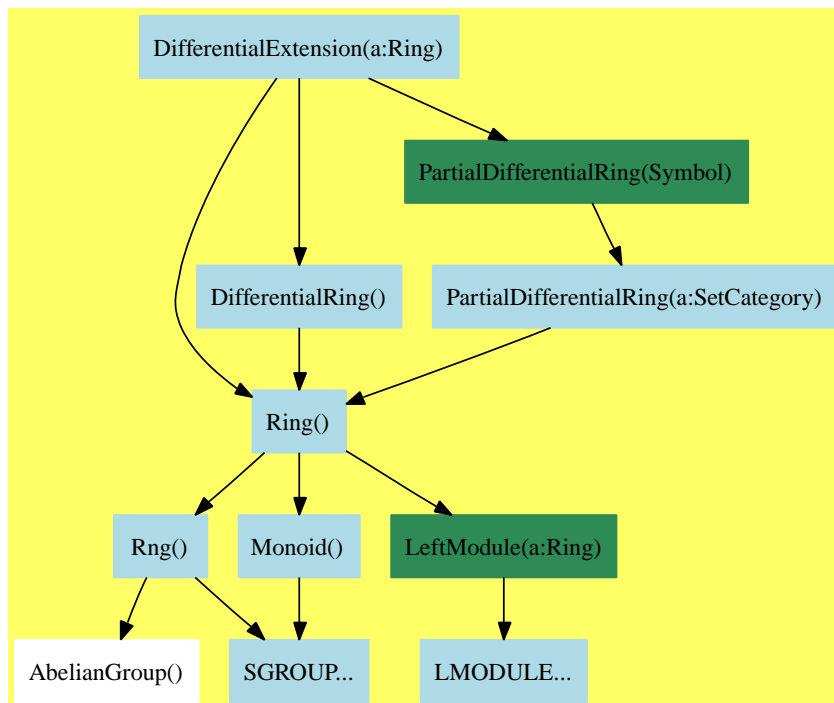 DifferentialExtension(a:Ring)
PartialDifferentialRing(Symbol)
DifferentialRing()
PartialDifferentialRing(a:SetCategory)
Ring()
Rng()
Monoid()
LeftModule(a:Ring)
AbelianGroup()
SGROUP...
LMODULE...